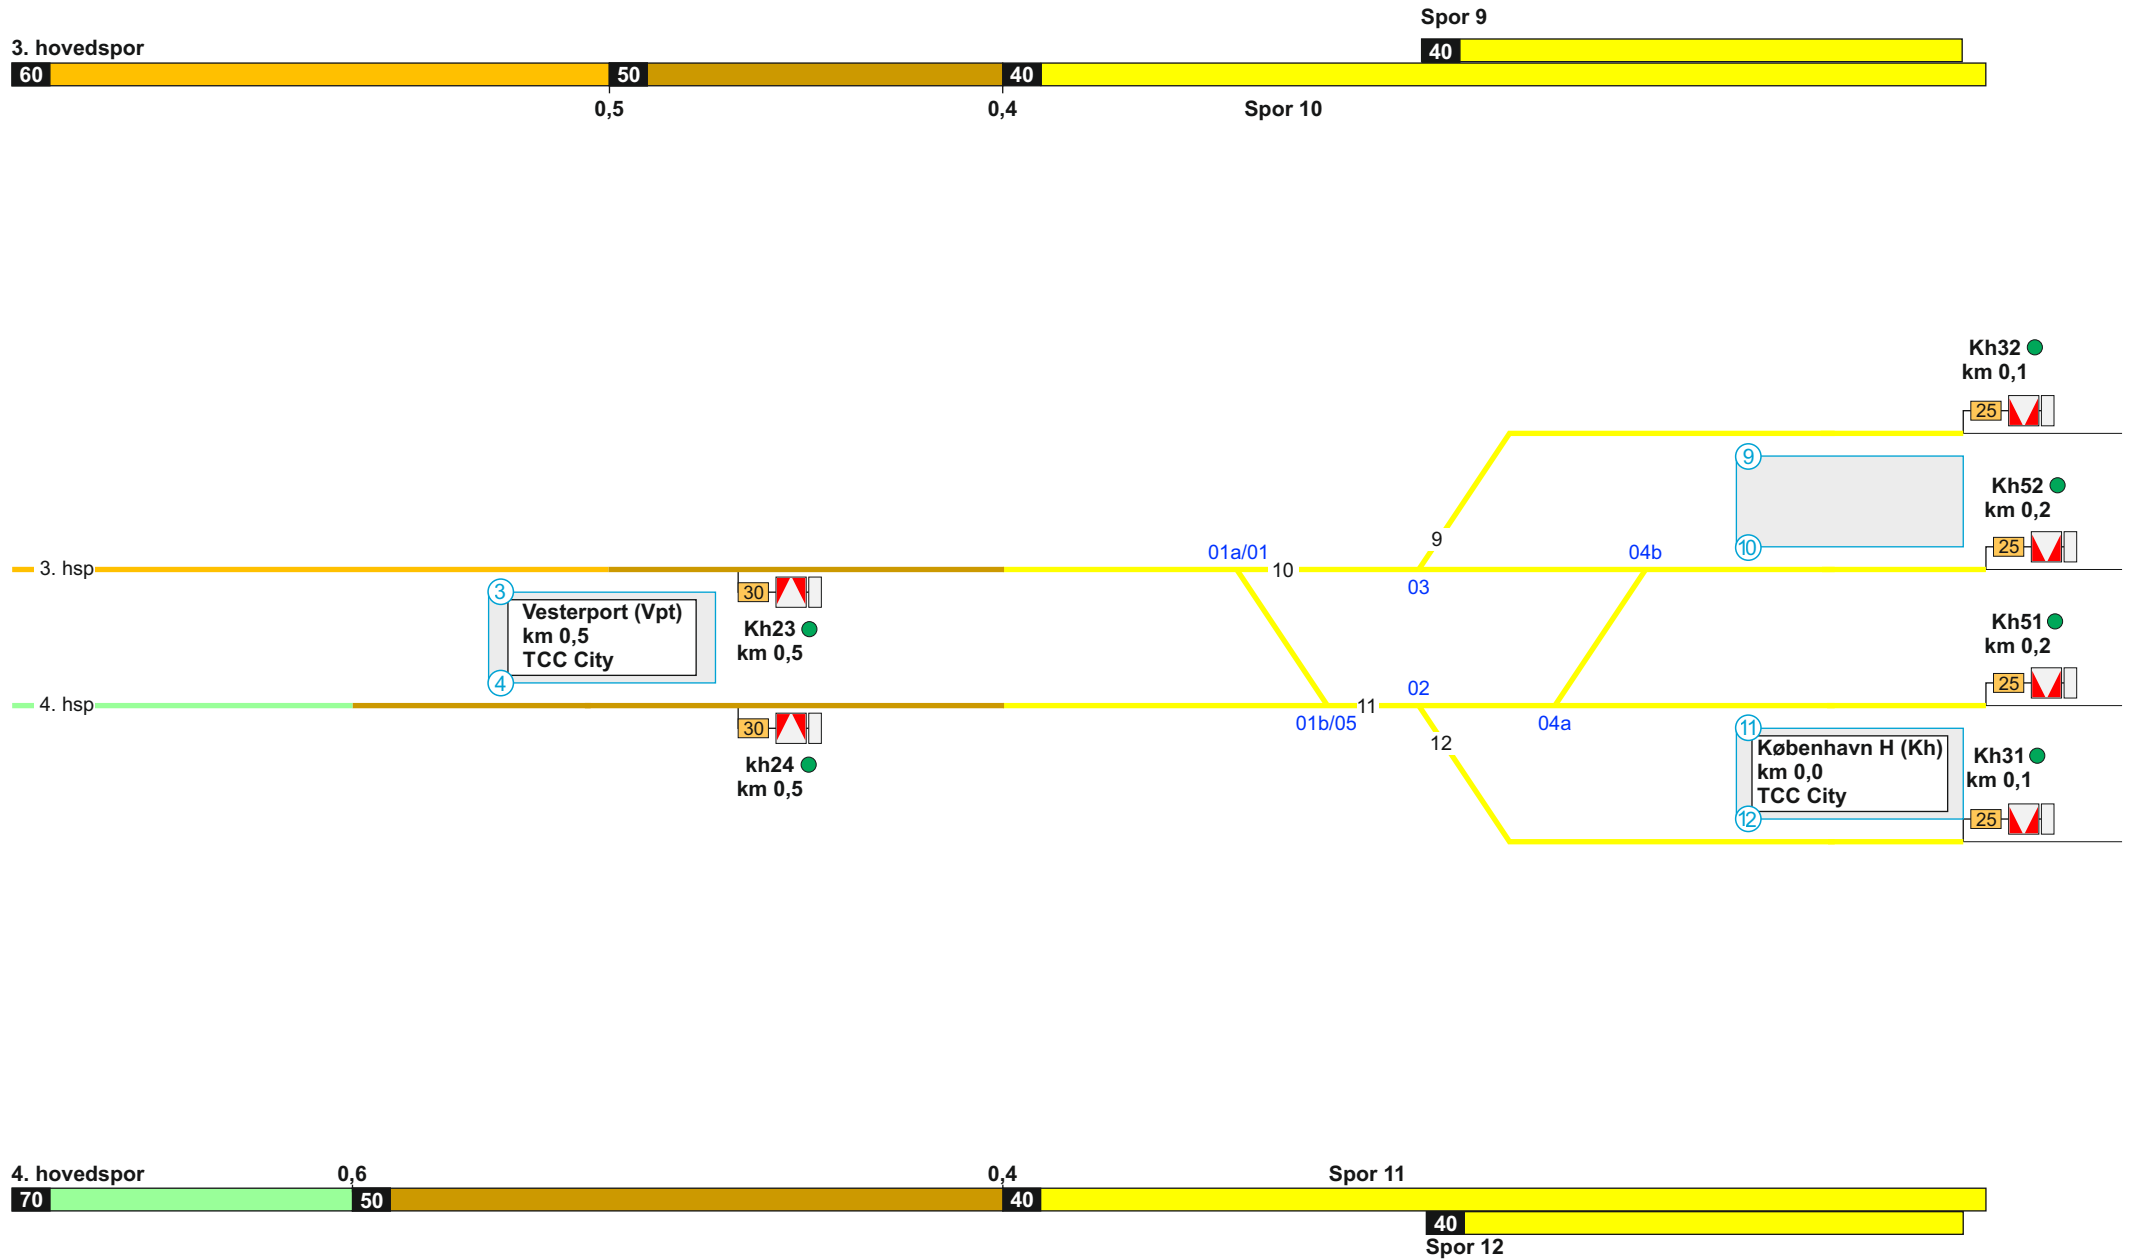 Spor 9
3. hovedspor
40
60
50
40
0,5
0,4
Spor 10
Kh32
km 0,1
25
9
Kh52
km 0,2
9
01a/01
04b
10
25
3. hsp
10
3
30
03
Vesterport (Vpt)
km 0,5
TCC City
Kh23
km 0,5
Kh51
km 0,2
4
02
25
4. hsp
11
01b/05
04a
30
11
12
København H (Kh)
km 0,0
TCC City
Kh31
km 0,1
kh24
km 0,5
12
25
4. hovedspor
0,6
0,4
Spor 11
70
50
40
40
Spor 12